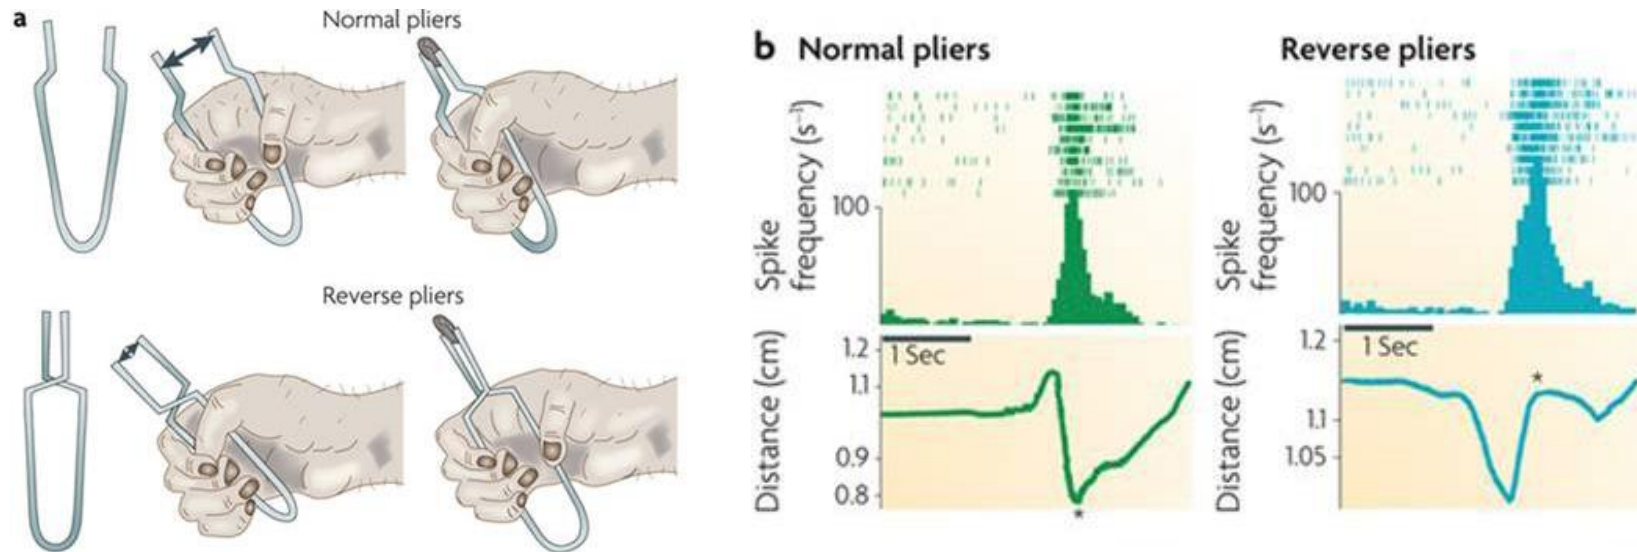 a
Normal pliers
Reverse pliers
b Normal pliers
Spike
frequency (s⁻¹)
100
Distance (cm)
1.2
1.1
0.9
0.8
1 Sec
*
Reverse pliers
Spike
frequency (s⁻¹)
100
Distance (cm)
1.2
1.1
1.05
1 Sec
*